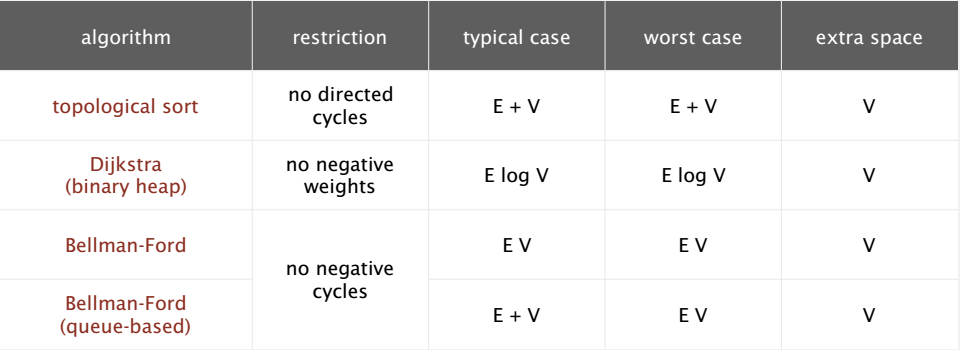 algorithm restriction typical case worst case extra space
topological sort no directed cycles E + V E + V V
Dijkstra (binary heap) no negative weights E log V E log V V
Bellman-Ford E V E V V
no negative cycles
Bellman-Ford (queue-based) E + V E V V